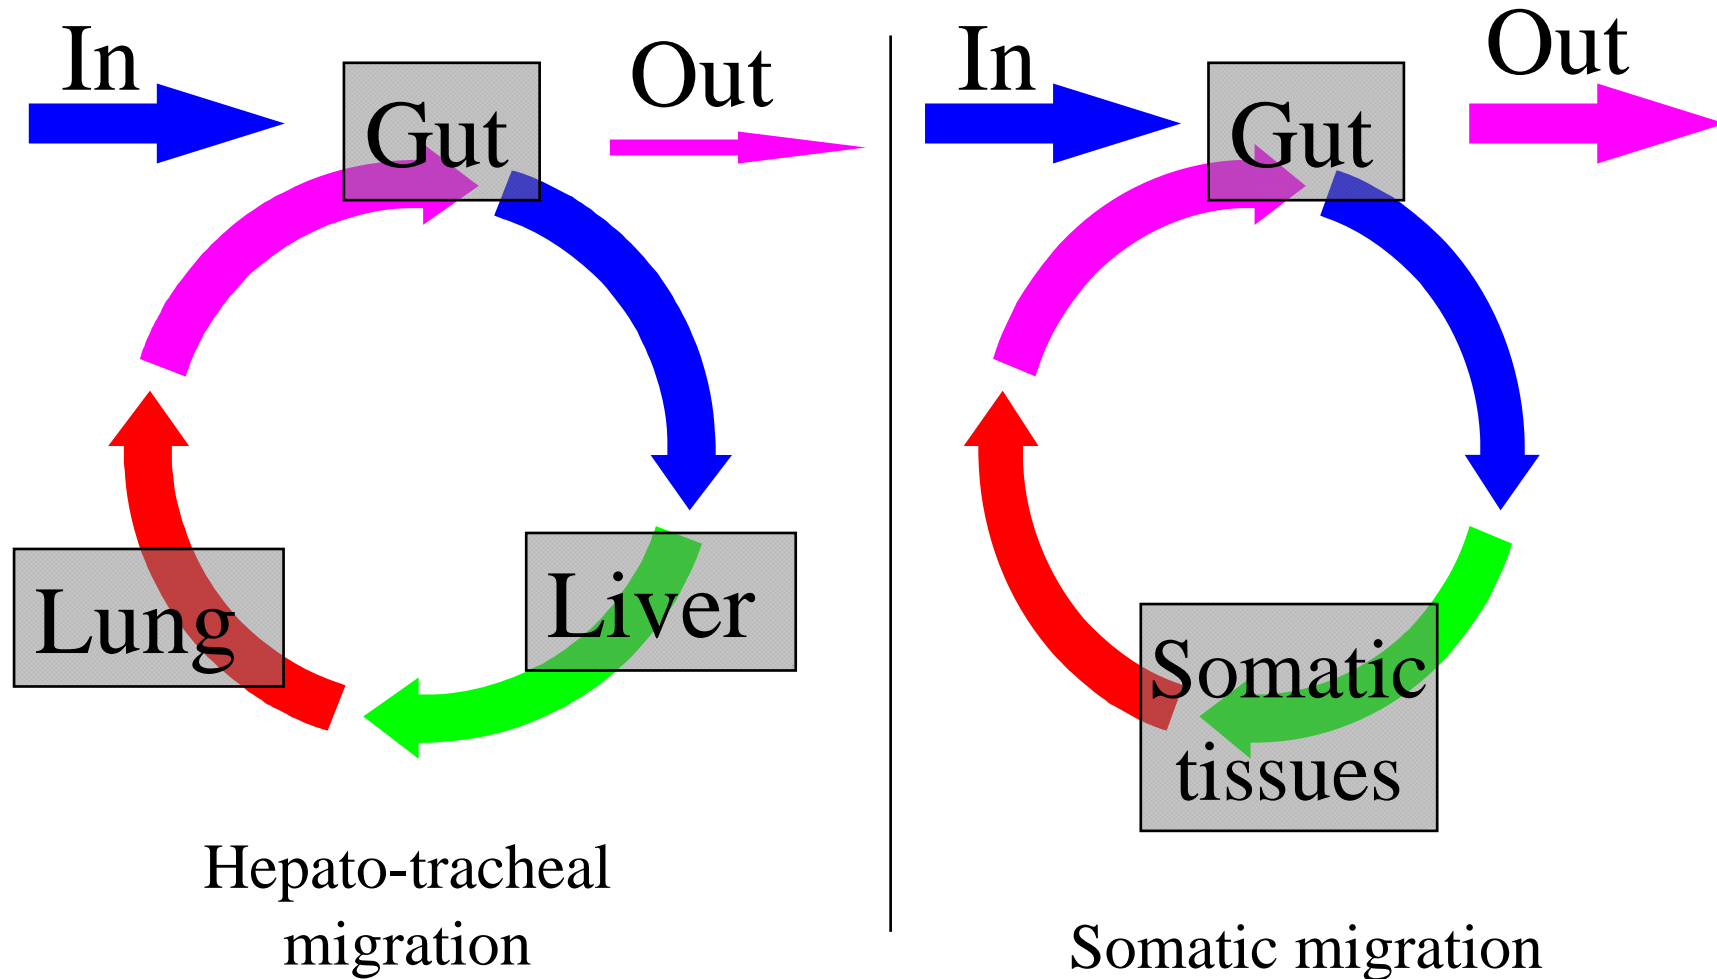 In
Gut
Out
Lung
Liver
Hepato-tracheal
migration
In
Gut
Out
Somatic
tissues
Somatic migration